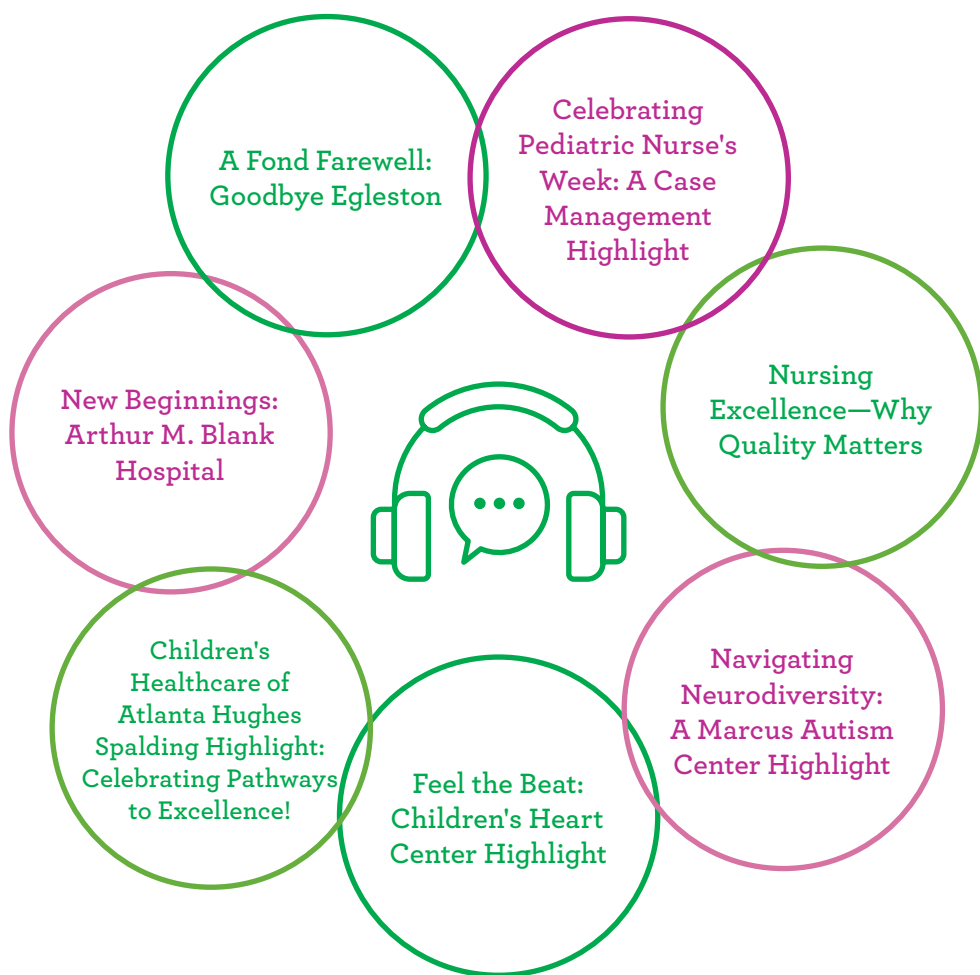 A Fond Farewell:
Goodbye Egleston
Celebrating
Pediatric Nurse's
Week: A Case
Management
Highlight
Nursing
Excellence—Why
Quality Matters
Navigating
Neurodiversity:
A Marcus Autism
Center Highlight
Feel the Beat:
Children's Heart
Center Highlight
Children's
Healthcare of
Atlanta Hughes
Spalding Highlight:
Celebrating Pathways
to Excellence!
New Beginnings:
Arthur M. Blank
Hospital